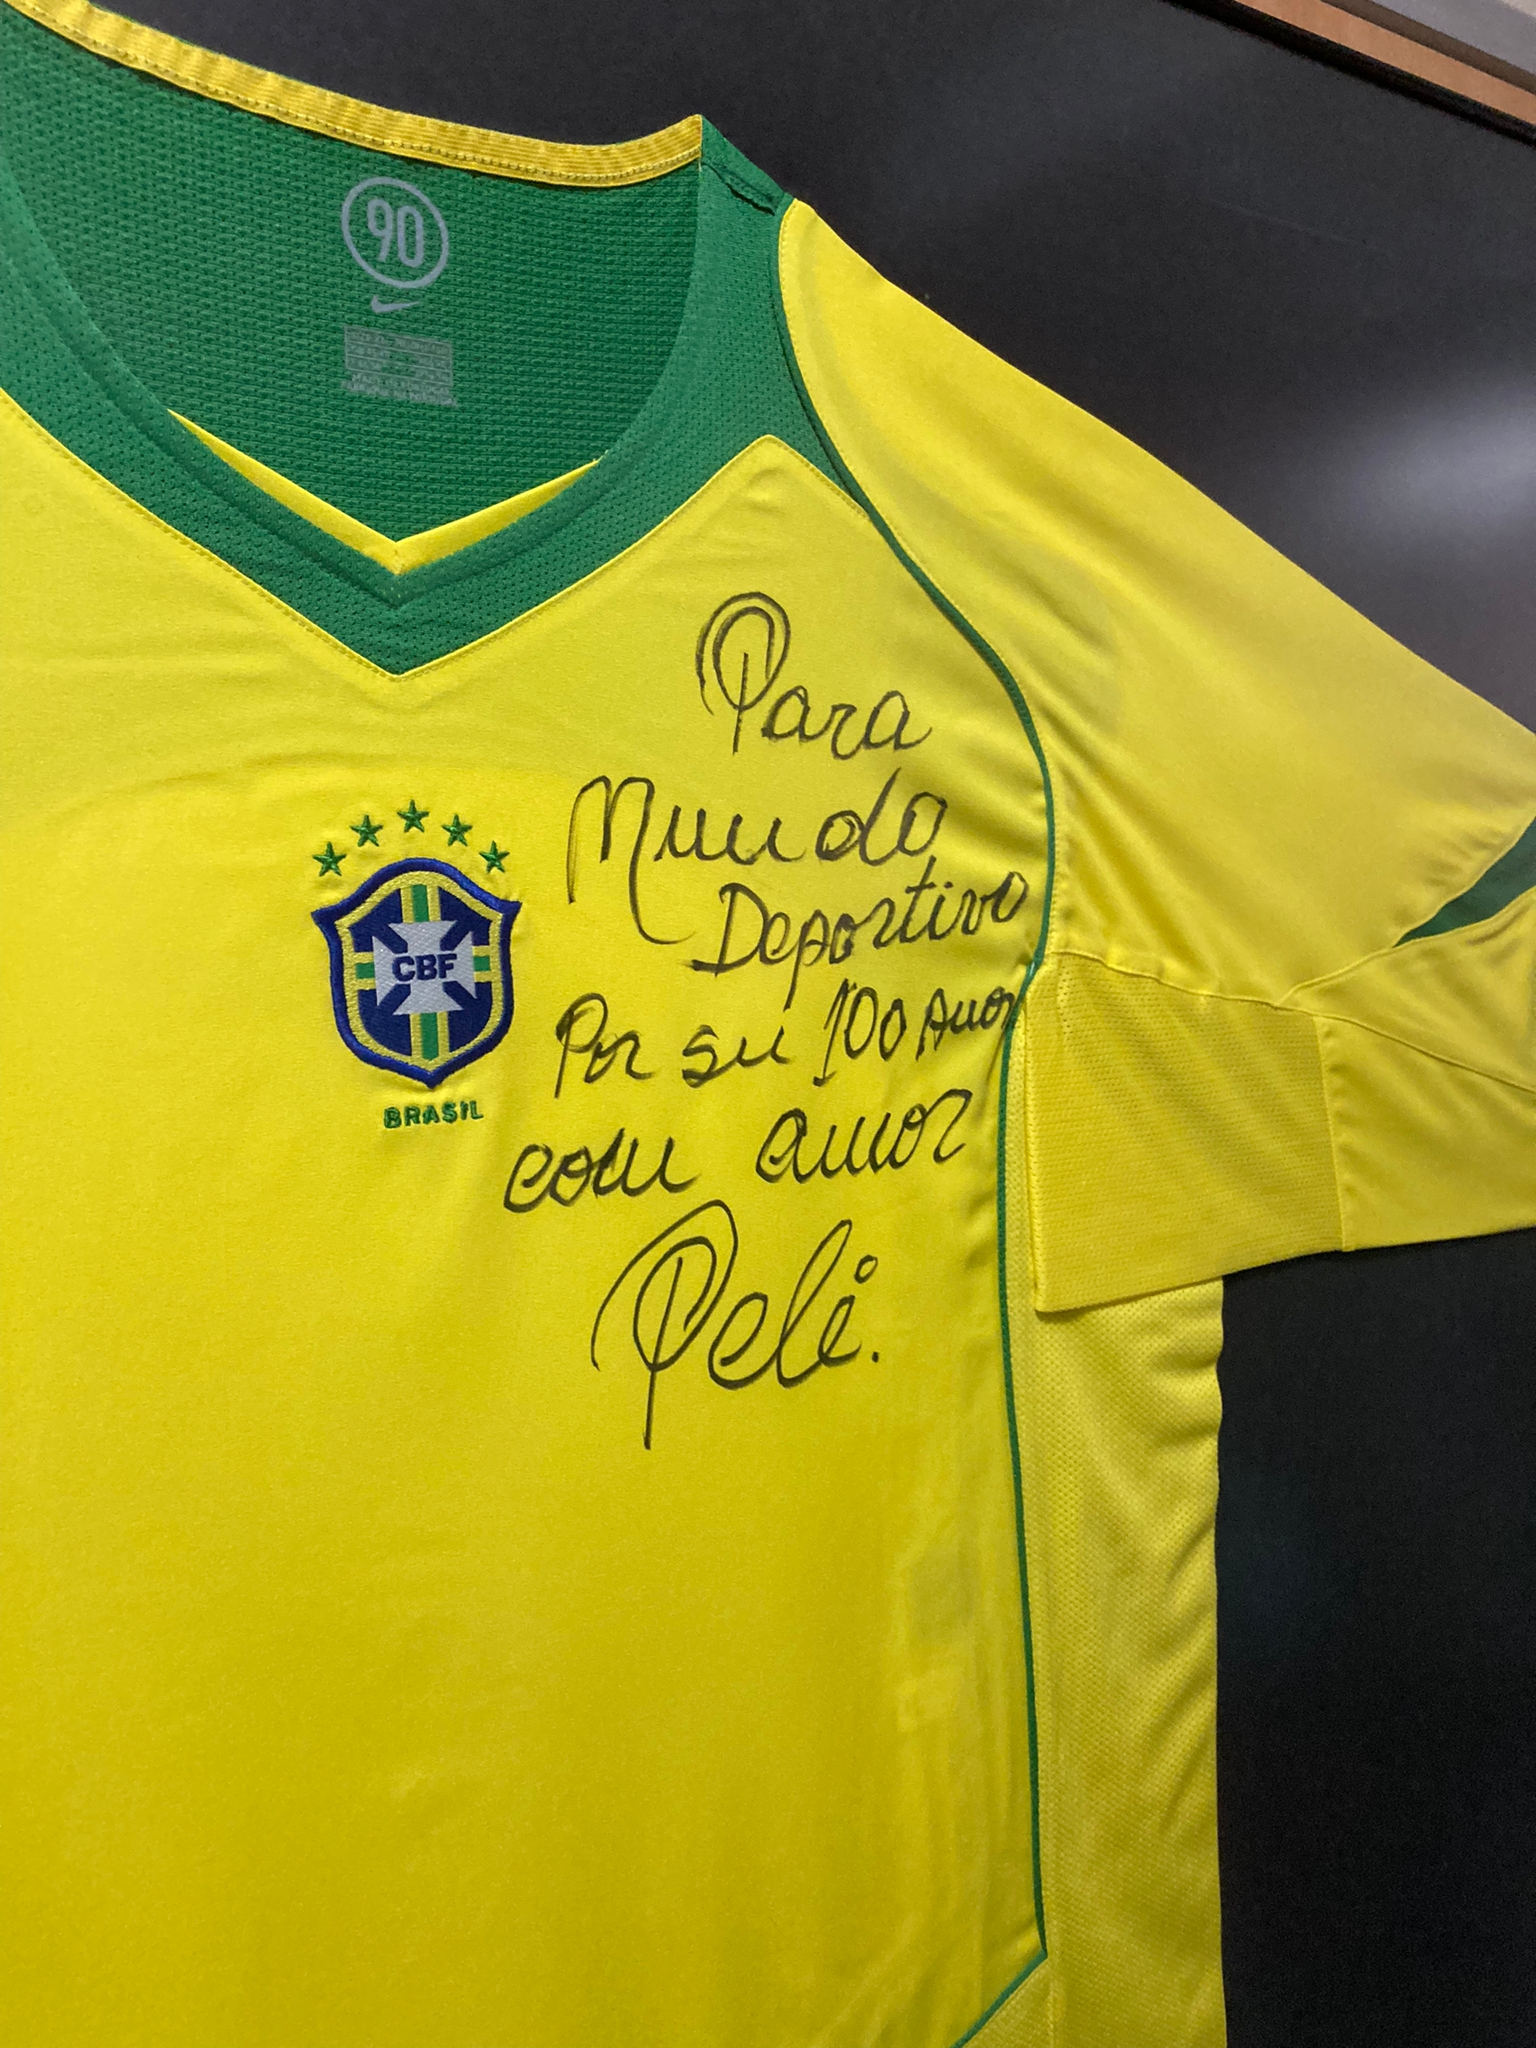 90
Para
Mundo
Deportivo
Por su 100 Anos
com amor
Pelé.
CBF
BRASIL